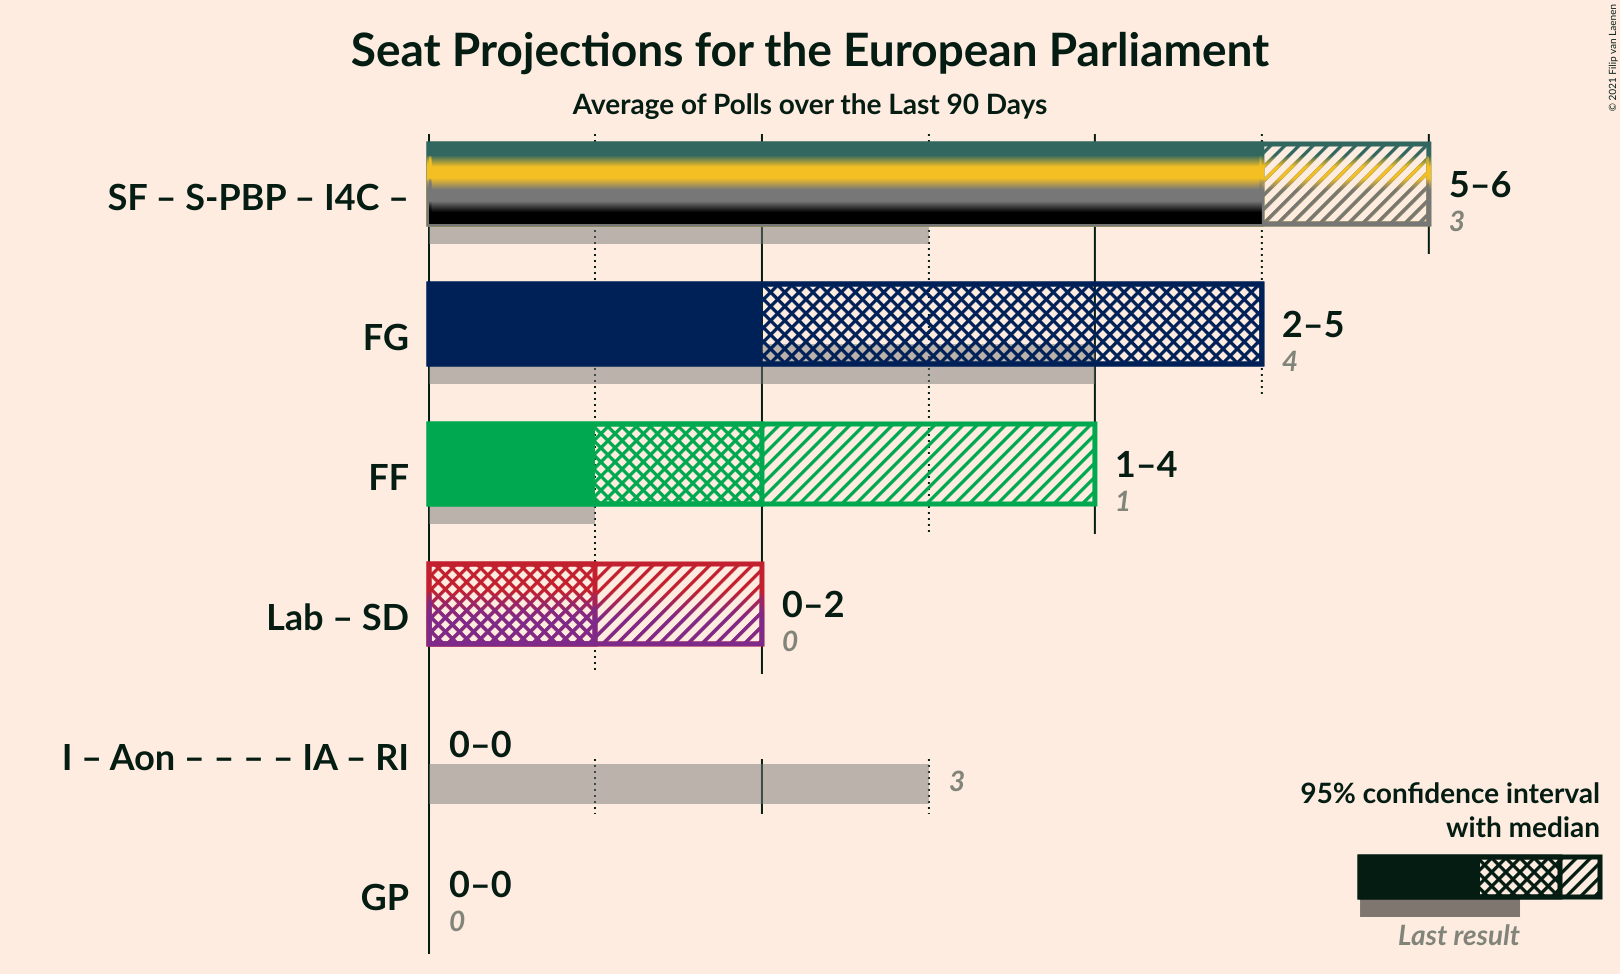 Seat Projections for the European Parliament
Average of Polls over the Last 90 Days
© 2021 Filip van Laenen
SF – S-PBP – I4C –
5–6
3
FG
2–5
4
FF
1–4
1
Lab – SD
0–2
0
I – Aon – – – – IA – RI
0–0
3
GP
0–0
0
95% confidence interval
with median
Last result